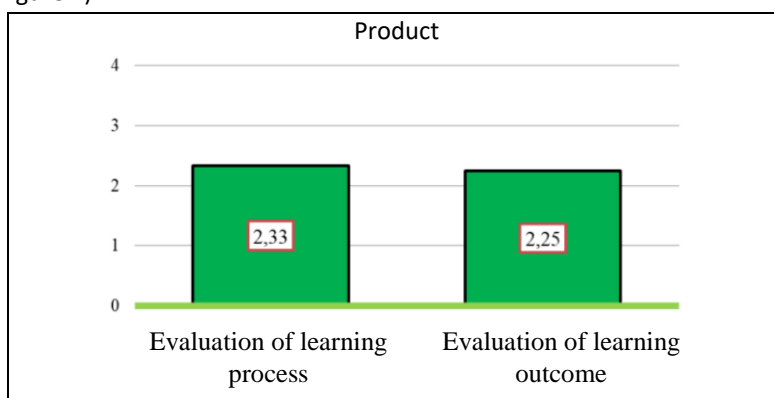 Product
4
3
2
1
0
2,33
2,25
Evaluation of learning process
Evaluation of learning outcome